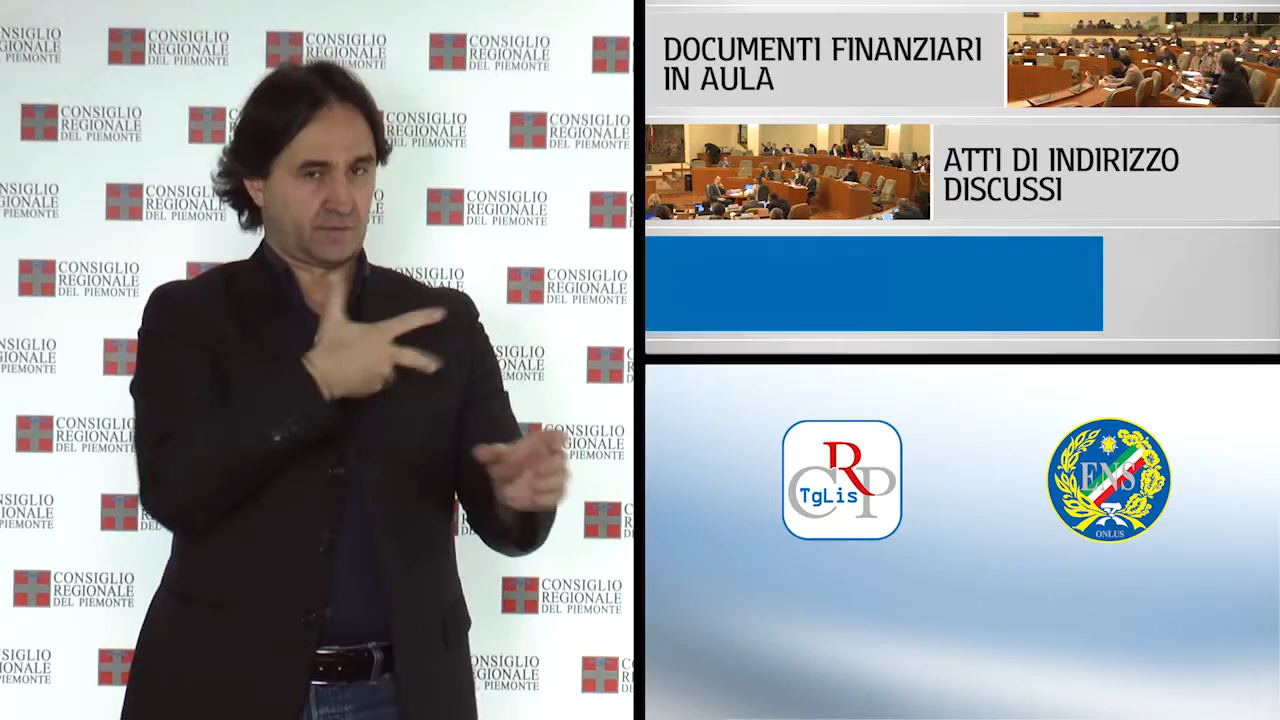 CONSIGLIO
REGIONALE
DEL PIEMONTE
DOCUMENTI FINANZIARI
IN AULA
ATTI DI INDIRIZZO
DISCUSSI
CRP
TgLis
ENS
ONLUS